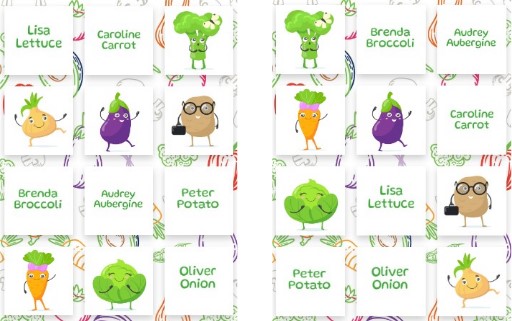 Lisa
Lettuce
Caroline
Carrot
Brenda
Broccoli
Audrey
Aubergine
Peter
Potato
Oliver
Onion
Brenda
Broccoli
Audrey
Aubergine
Caroline
Carrot
Lisa
Lettuce
Peter
Potato
Oliver
Onion